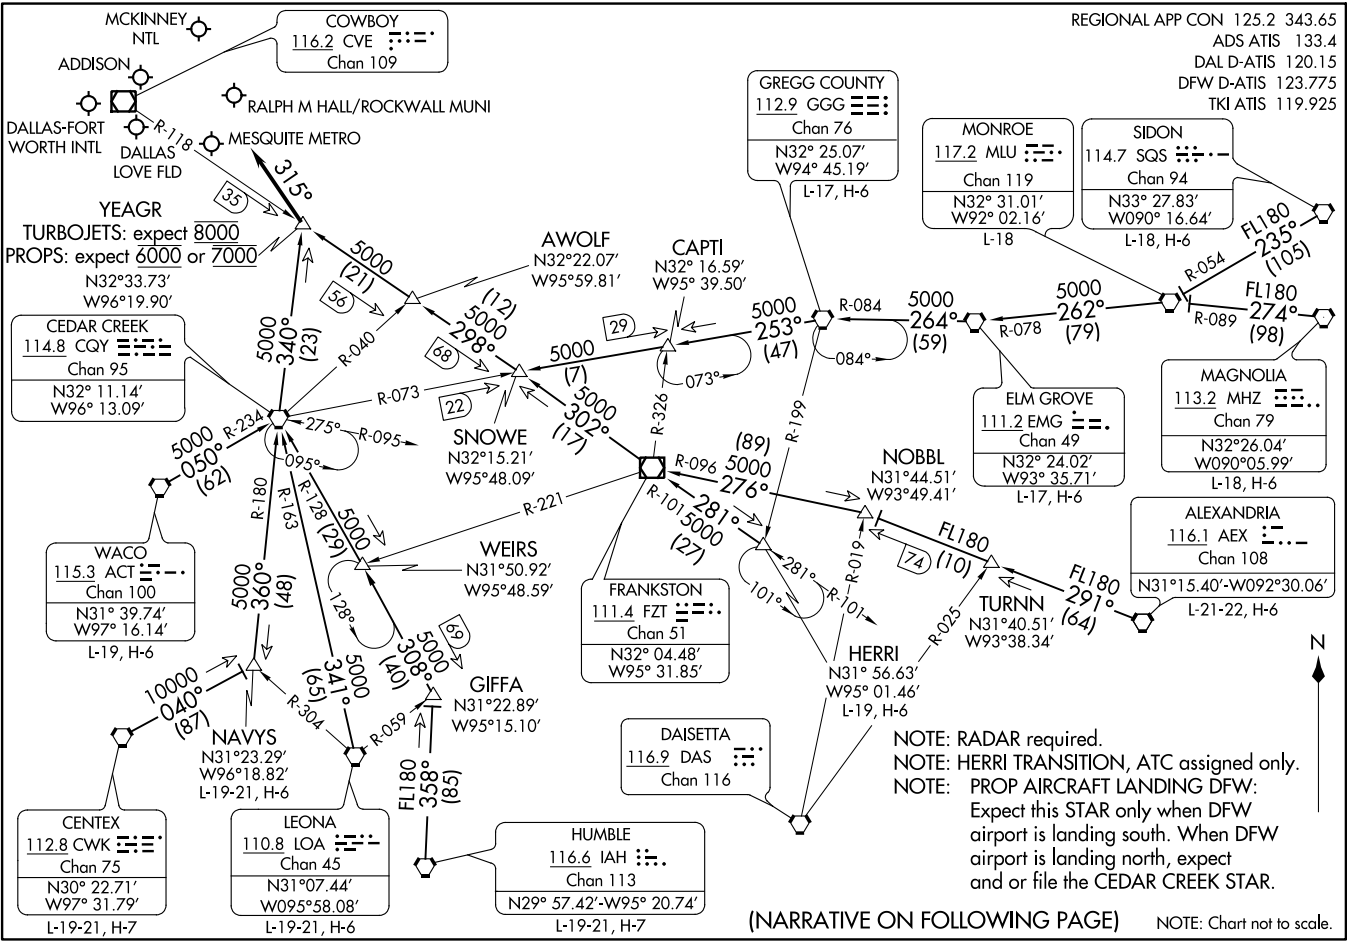 REGIONAL APP CON 125.2 343.65
ADS ATIS 133.4
DAL D-ATIS 120.15
DFW D-ATIS 123.775
TKI ATIS 119.925
MCKINNEY
NTL
COWBOY
116.2 CVE
Chan 109
ADDISON
RALPH M HALL/ROCKWALL MUNI
DALLAS-FORT
WORTH INTL
DALLAS
LOVE FLD
MESQUITE METRO
R-118
35
315°
YEAGR
TURBOJETS: expect 8000
PROPS: expect 6000 or 7000
N32°33.73′
W96°19.90′
5000
(21)
56
AWOLF
N32°22.07′
W95°59.81′
CAPTI
N32° 16.59′
W95° 39.50′
GREGG COUNTY
112.9 GGG
Chan 76
N32° 25.07′
W94° 45.19′
L-17, H-6
MONROE
117.2 MLU
Chan 119
N32° 31.01′
W92° 02.16′
L-18
SIDON
114.7 SQS
Chan 94
N33° 27.83′
W090° 16.64′
L-18, H-6
FL180
235°
(105)
R-054
FL180
274°
(98)
R-089
5000
262°
(79)
R-078
5000
264°
(59)
R-084
084°
5000
253°
(47)
29
073°
5000
(7)
(12)
5000
298°
68
CEDAR CREEK
114.8 CQY
Chan 95
N32° 11.14′
W96° 13.09′
5000
340°
(23)
R-040
R-073
22
SNOWE
N32°15.21′
W95°48.09′
5000
302°
(17)
R-326
R-199
ELM GROVE
111.2 EMG
Chan 49
N32° 24.02′
W93° 35.71′
L-17, H-6
MAGNOLIA
113.2 MHZ
Chan 79
N32°26.04′
W090°05.99′
L-18, H-6
5000
050°
(62)
R-234
275°
R-095
095°
R-180
R-163
R-128
5000
(29)
R-221
R-096
(89)
5000
276°
R-101
281°
5000
(27)
NOBBL
N31°44.51′
W93°49.41′
WACO
115.3 ACT
Chan 100
N31° 39.74′
W97° 16.14′
L-19, H-6
5000
360°
(48)
WEIRS
N31°50.92′
W95°48.59′
128°
FRANKSTON
111.4 FZT
Chan 51
N32° 04.48′
W95° 31.85′
281°
R-101
101°
R-019
74
FL180
(10)
R-025
TURNN
N31°40.51′
W93°38.34′
FL180
291°
(64)
ALEXANDRIA
116.1 AEX
Chan 108
N31°15.40′-W092°30.06′
L-21-22, H-6
N
HERRI
N31° 56.63′
W95° 01.46′
L-19, H-6
5000
308°
(40)
69
GIFFA
N31°22.89′
W95°15.10′
5000
341°
(65)
10000
040°
(87)
NAVYS
N31°23.29′
W96°18.82′
L-19-21, H-6
R-304
R-059
FL180
358°
(85)
DAISETTA
116.9 DAS
Chan 116
NOTE: RADAR required.
NOTE: HERRI TRANSITION, ATC assigned only.
NOTE: PROP AIRCRAFT LANDING DFW:
Expect this STAR only when DFW
airport is landing south. When DFW
airport is landing north, expect
and or file the CEDAR CREEK STAR.
CENTEX
112.8 CWK
Chan 75
N30° 22.71′
W97° 31.79′
L-19-21, H-7
LEONA
110.8 LOA
Chan 45
N31°07.44′
W095°58.08′
L-19-21, H-6
HUMBLE
116.6 IAH
Chan 113
N29° 57.42′-W95° 20.74′
L-19-21, H-7
(NARRATIVE ON FOLLOWING PAGE)
NOTE: Chart not to scale.